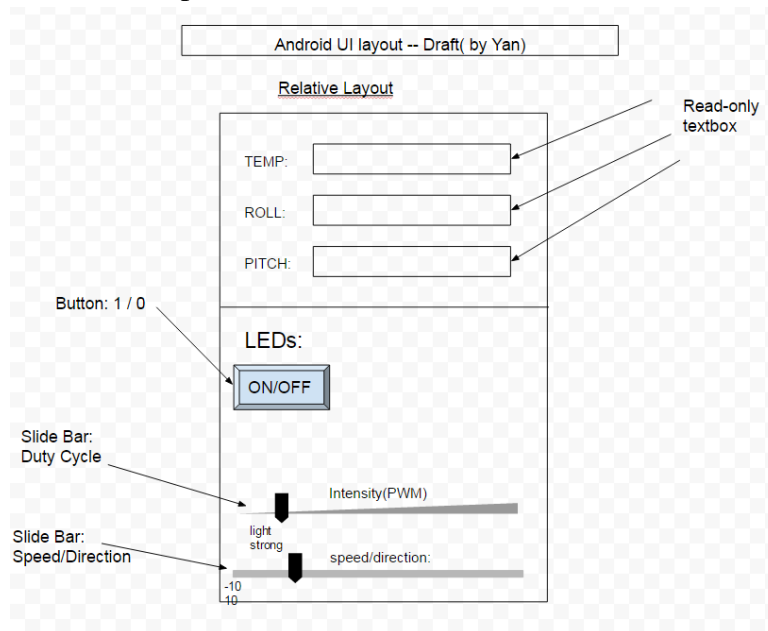 Android UI layout -- Draft( by Yan)
Relative Layout
Read-only
textbox
TEMP:
ROLL:
PITCH:
Button: 1 / 0
LEDs:
ON/OFF
Slide Bar:
Duty Cycle
Intensity(PWM)
light
strong
Slide Bar:
Speed/Direction
speed/direction:
-10
10